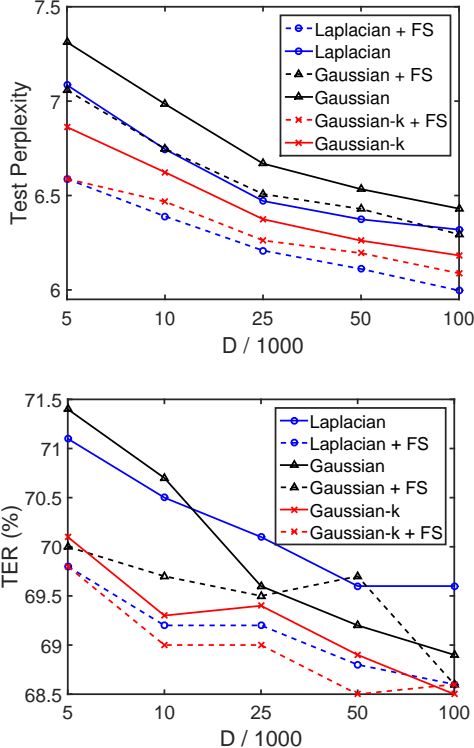 7.5
7
6.5
6
Test Perplexity
Laplacian + FS
Laplacian
Gaussian + FS
Gaussian
Gaussian-k + FS
Gaussian-k
5 10 25 50 100
D / 1000
71.5
71
70.5
70
69.5
69
68.5
TER (%)
Laplacian
Laplacian + FS
Gaussian
Gaussian + FS
Gaussian-k
Gaussian-k + FS
5 10 25 50 100
D / 1000